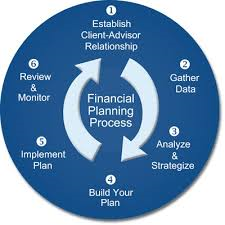 1
Establish
Client-Advisor
Relationship
2
Gather
Data
3
Analyze &
Strategize
4
Build Your
Plan
5
Implement
Plan
6
Review &
Monitor
Financial
Planning
Process